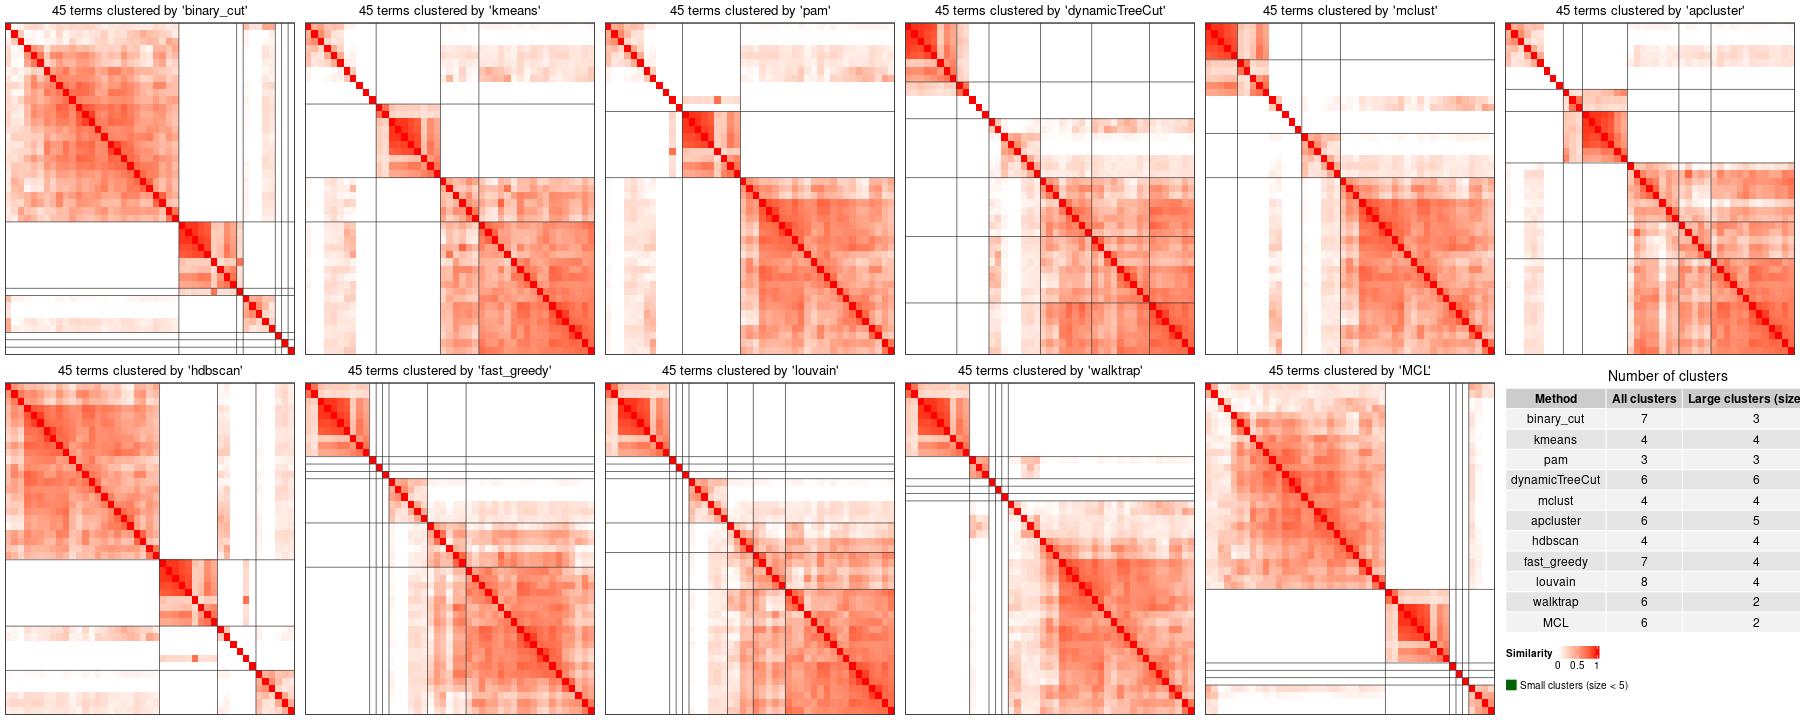 45 terms clustered by 'binary_cut'
45 terms clustered by 'kmeans'
45 terms clustered by 'pam'
45 terms clustered by 'dynamicTreeCut'
45 terms clustered by 'mclust'
45 terms clustered by 'apcluster'
45 terms clustered by 'hdbscan'
45 terms clustered by 'fast_greedy'
45 terms clustered by 'louvain'
45 terms clustered by 'walktrap'
45 terms clustered by 'MCL'
Number of clusters
Method All clusters Large clusters (size
binary_cut 7 3
kmeans 4 4
pam 3 3
dynamicTreeCut 6 6
mclust 4 4
apcluster 6 5
hdbscan 4 4
fast_greedy 7 4
louvain 8 4
walktrap 6 2
MCL 6 2
Similarity
0 0.5 1
Small clusters (size < 5)